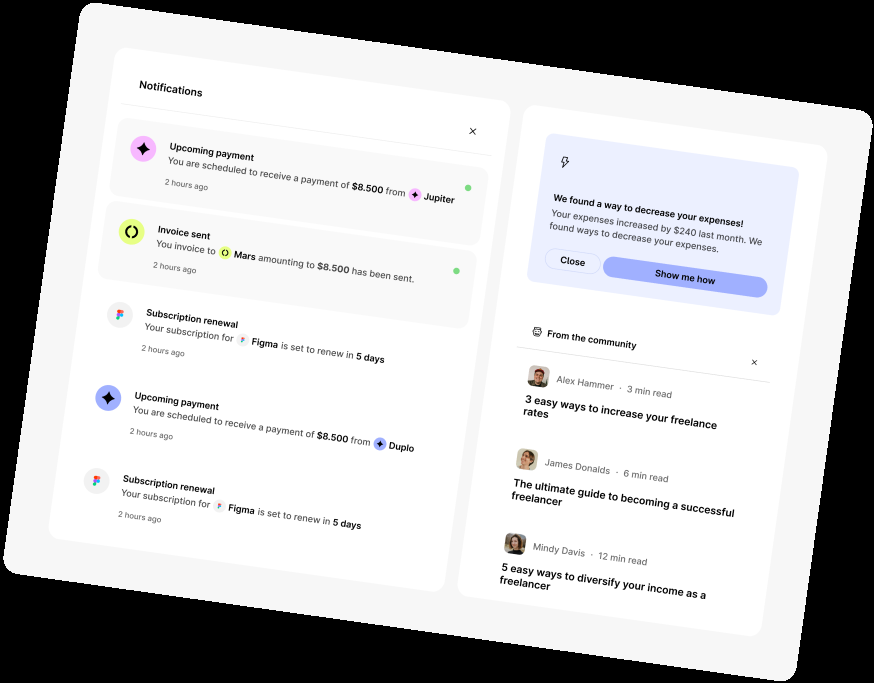 Notifications
Upcoming payment
You are scheduled to receive a payment of $8.500 from Jupiter
2 hours ago
Invoice sent
You invoice to Mars amounting to $8.500 has been sent.
2 hours ago
Subscription renewal
Your subscription for Figma is set to renew in 5 days
2 hours ago
Upcoming payment
You are scheduled to receive a payment of $8.500 from Duplo
2 hours ago
Subscription renewal
Your subscription for Figma is set to renew in 5 days
2 hours ago
We found a way to decrease your expenses!
Your expenses increased by $240 last month. We
found ways to decrease your expenses.
Close
Show me how
From the community
Alex Hammer · 3 min read
3 easy ways to increase your freelance
rates
James Donalds · 6 min read
The ultimate guide to becoming a successful
freelancer
Mindy Davis · 12 min read
5 easy ways to diversify your income as a
freelancer